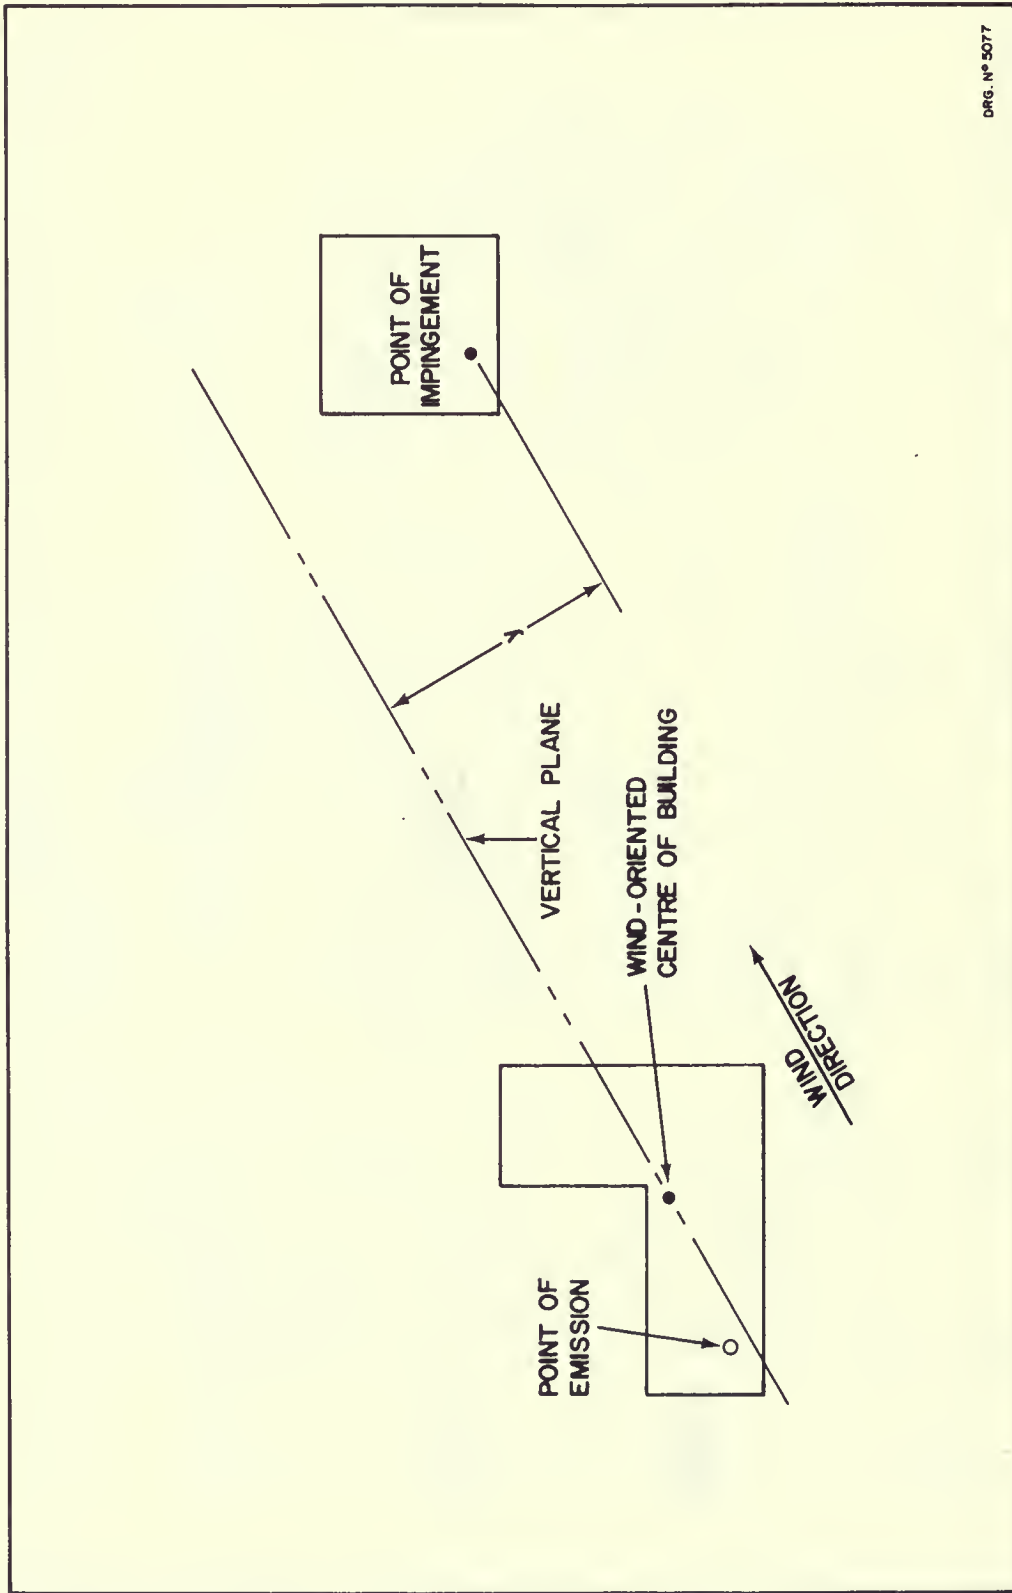 POINT OF
IMPINGEMENT
y
VERTICAL PLANE
WIND-ORIENTED
CENTRE OF BUILDING
POINT OF
EMISSION
WIND
DIRECTION
DRG. Nº 5077